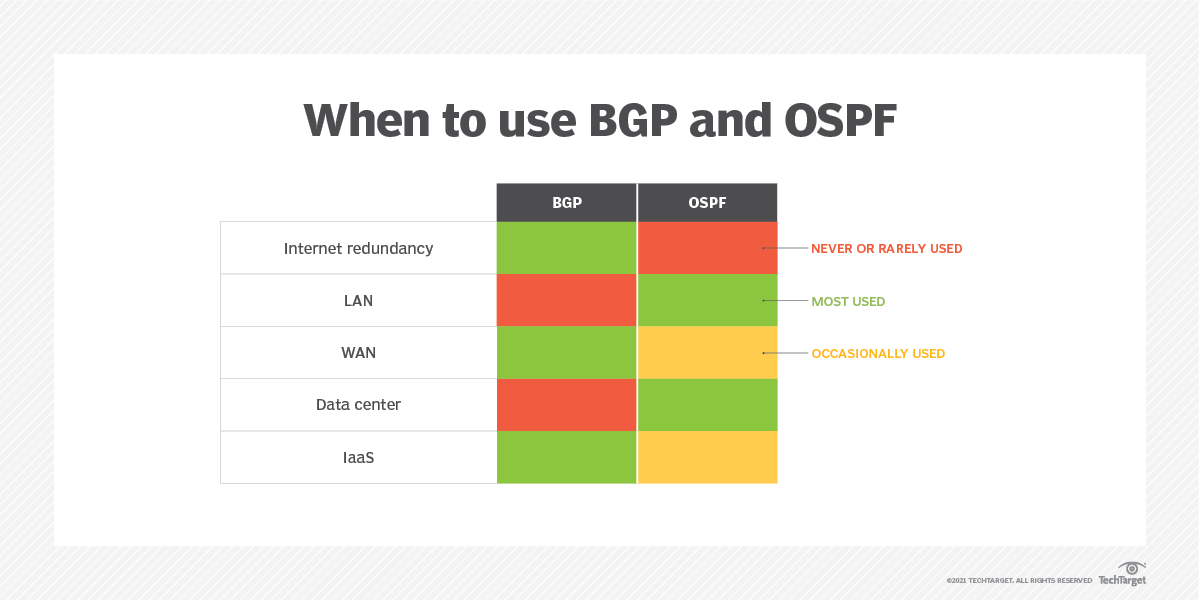 When to use BGP and OSPF
BGP OSPF
Internet redundancy NEVER OR RARELY USED
LAN MOST USED
WAN OCCASIONALLY USED
Data center
IaaS
©2021 TECHTARGET. ALL RIGHTS RESERVED TechTarget